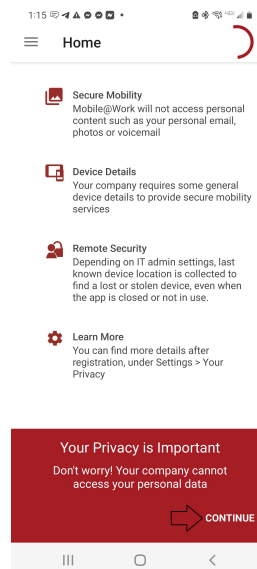 1:15
Home
Secure Mobility
Mobile@Work will not access personal
content such as your personal email,
photos or voicemail
Device Details
Your company requires some general
device details to provide secure mobility
services
Remote Security
Depending on IT admin settings, last
known device location is collected to
find a lost or stolen device, even when
the app is closed or not in use.
Learn More
You can find more details after
registration, under Settings > Your
Privacy
Your Privacy is Important
Don't worry! Your company cannot
access your personal data
CONTINUE